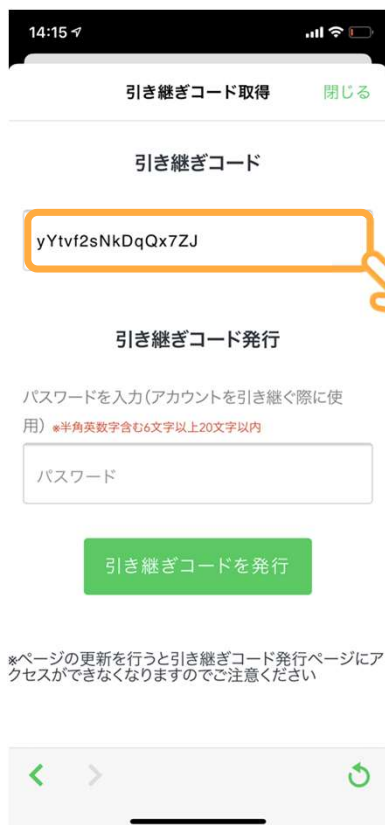 14:15
引き継ぎコード取得 閉じる
引き継ぎコード
yYtvf2sNkDqQx7ZJ
引き継ぎコード発行
パスワードを入力（アカウントを引き継ぐ際に使
用） ※半角英数字含む6文字以上20文字以内
パスワード
引き継ぎコードを発行
※ページの更新を行うと引き継ぎコード発行ページにア
クセスができなくなりますのでご注意ください